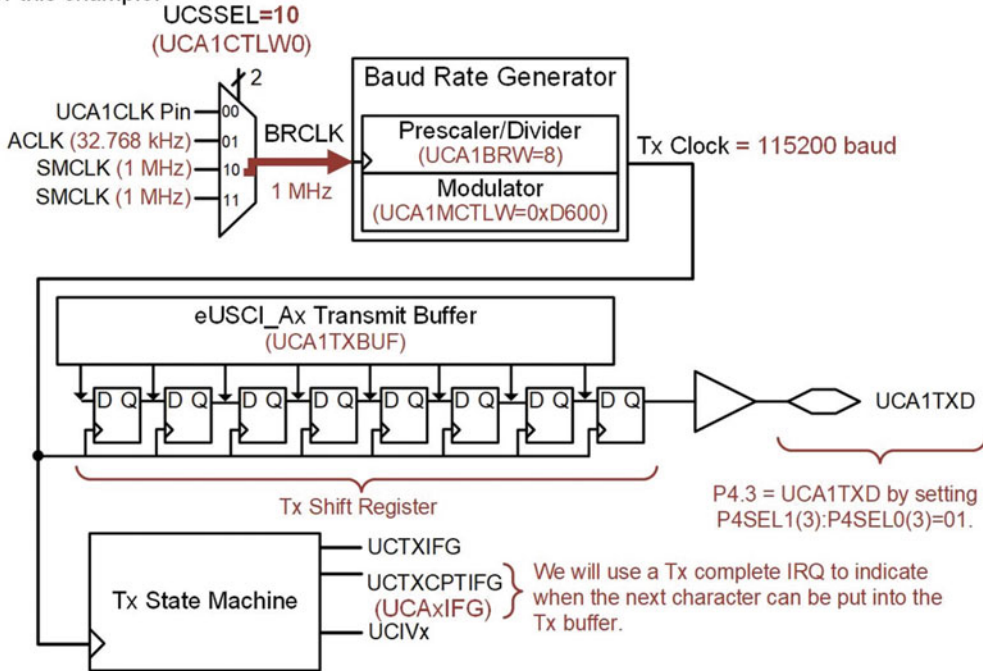 UCSSEL=10
(UCA1CTLW0)
2
UCA1CLK Pin
00
ACLK (32.768 kHz)
01
SMCLK (1 MHz)
10
SMCLK (1 MHz)
11
BRCLK
1 MHz
Baud Rate Generator
Prescaler/Divider
(UCA1BRW=8)
Modulator
(UCA1MCTLW=0xD600)
Tx Clock = 115200 baud
eUSCI_Ax Transmit Buffer
(UCA1TXBUF)
D Q D Q D Q D Q D Q D Q D Q D Q
UCA1TXD
Tx Shift Register
P4.3 = UCA1TXD by setting
P4SEL1(3):P4SEL0(3)=01.
Tx State Machine
UCTXIFG
UCTXCPTIFG
(UCAxIFG)
UCIVx
We will use a Tx complete IRQ to indicate
when the next character can be put into the
Tx buffer.